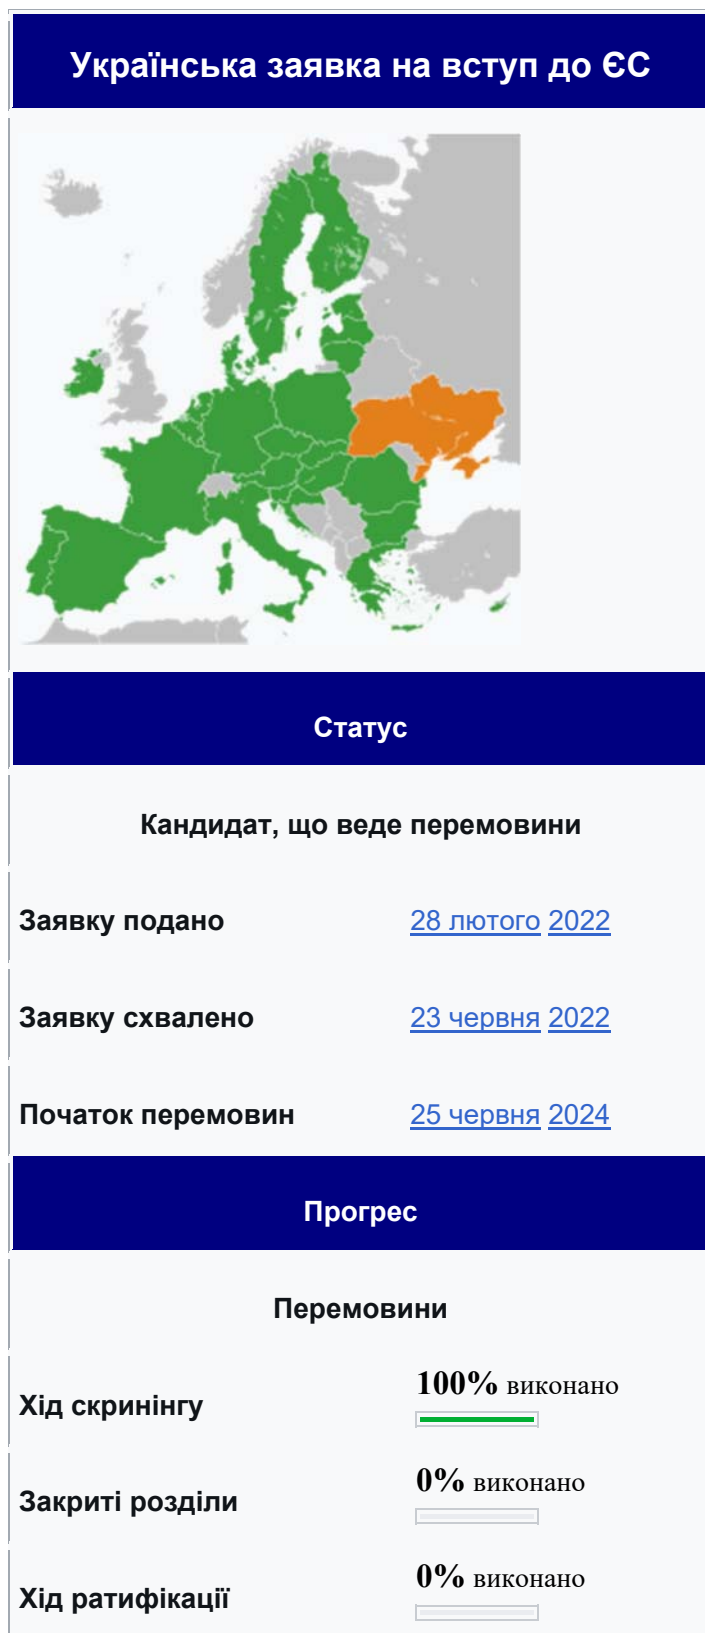 Українська заявка на вступ до ЄС
Статус
Кандидат, що веде перемовини
Заявку подано 28 лютого 2022
Заявку схвалено 23 червня 2022
Початок перемовин 25 червня 2024
Прогрес
Перемовини
Хід скринінгу 100% виконано
Закриті розділи 0% виконано
Хід ратифікації 0% виконано